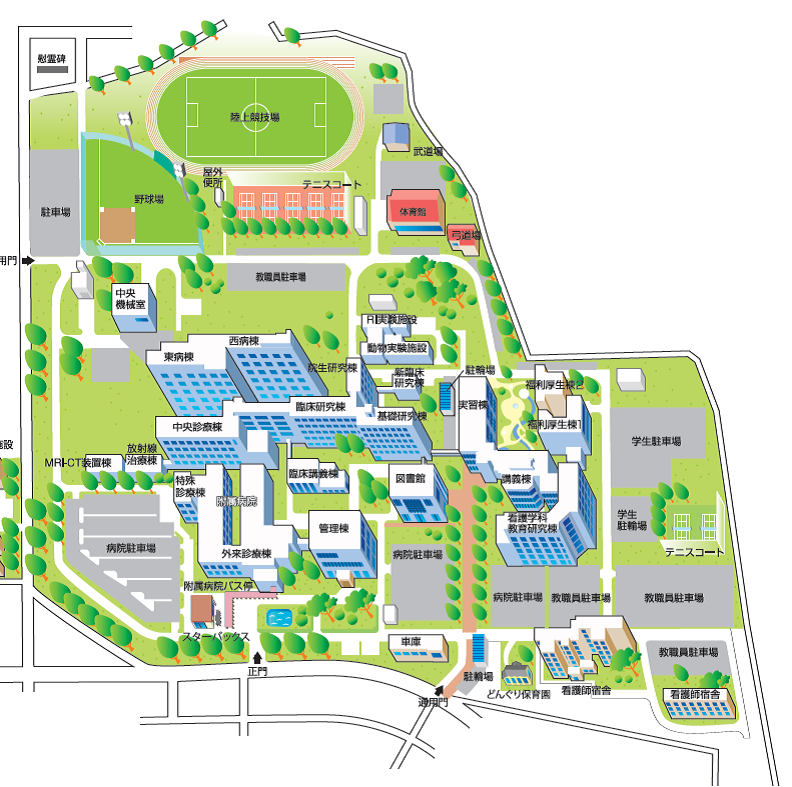 慰霊碑
陸上競技場
武道場
屋外
便所
テニスコート
野球場
駐車場
体育館
弓道場
用門
教職員駐車場
中央
機械室
RI実験施設
動物実験施設
西病棟
東病棟
院生研究棟
新臨床
研究棟
駐輪場
福利厚生棟2
臨床研究棟
基礎研究棟
実習棟
福利厚生棟1
中央診療棟
学生駐車場
施設
MRI-CT装置棟
放射線
治療棟
特殊
診療棟
臨床講義棟
図書館
講義棟
附属病院
学生
駐輪場
看護学科
教育研究棟
管理棟
病院駐車場
外来診療棟
病院駐車場
テニスコート
附属病院バス停
病院駐車場
教職員駐車場
教職員駐車場
スターバックス
車庫
教職員駐車場
正門
駐輪場
どんぐり保育園
看護師宿舎
看護師宿舎
通用門